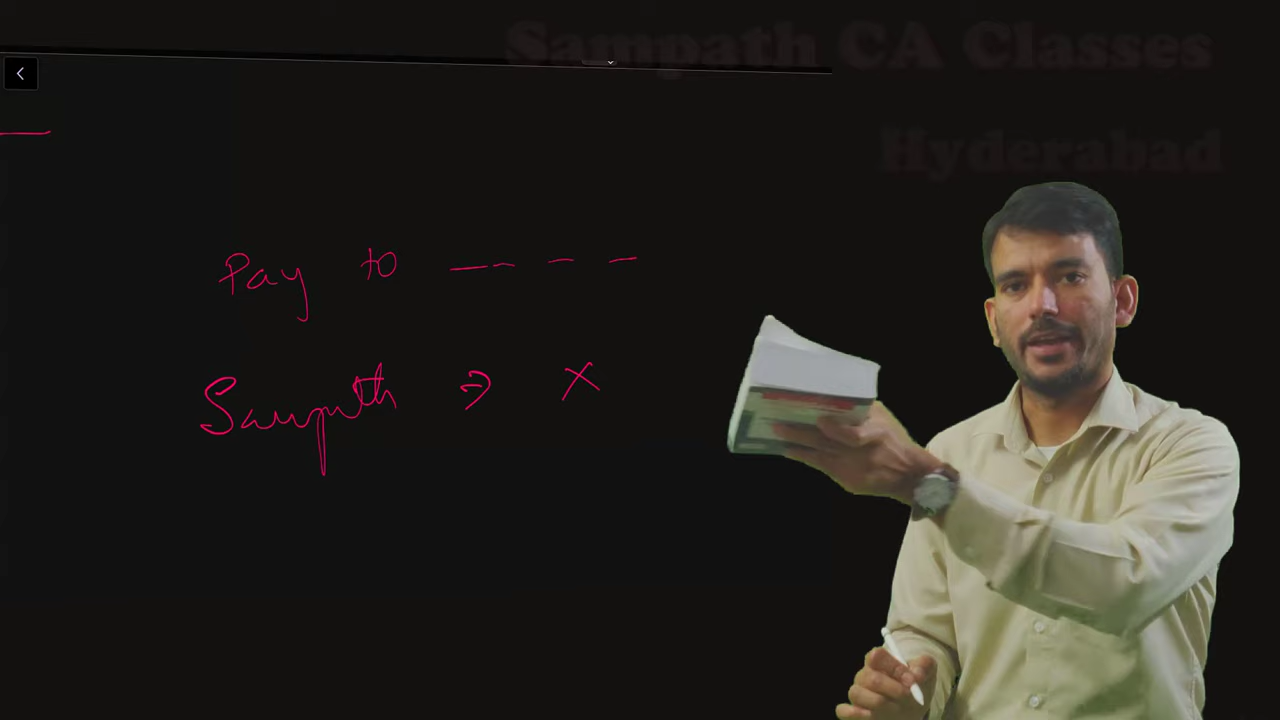 Sampath CA Classes
Hyderabad
Pay to — - - -
Sampath ⇒ X